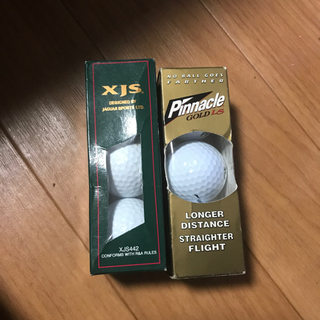 XJS
DESIGNED BY
JAGUAR SPORTS LTD.
XJS442
CONFORMS WITH R&A RULES
NO BALL GOES
FARTHER
Pinnacle
GOLD LS
LONGER
DISTANCE
STRAIGHTER
FLIGHT